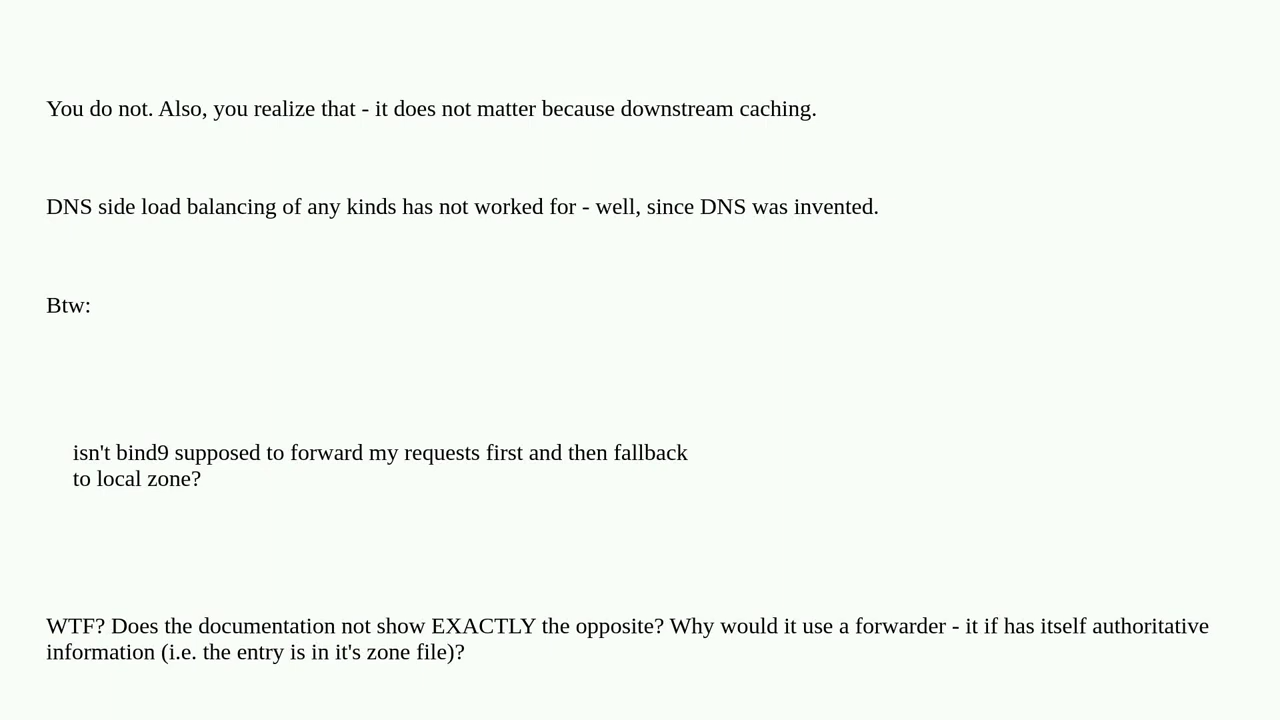 You do not. Also, you realize that - it does not matter because downstream caching.
DNS side load balancing of any kinds has not worked for - well, since DNS was invented.
Btw:
isn't bind9 supposed to forward my requests first and then fallback
to local zone?
WTF? Does the documentation not show EXACTLY the opposite? Why would it use a forwarder - it if has itself authoritative
information (i.e. the entry is in it's zone file)?